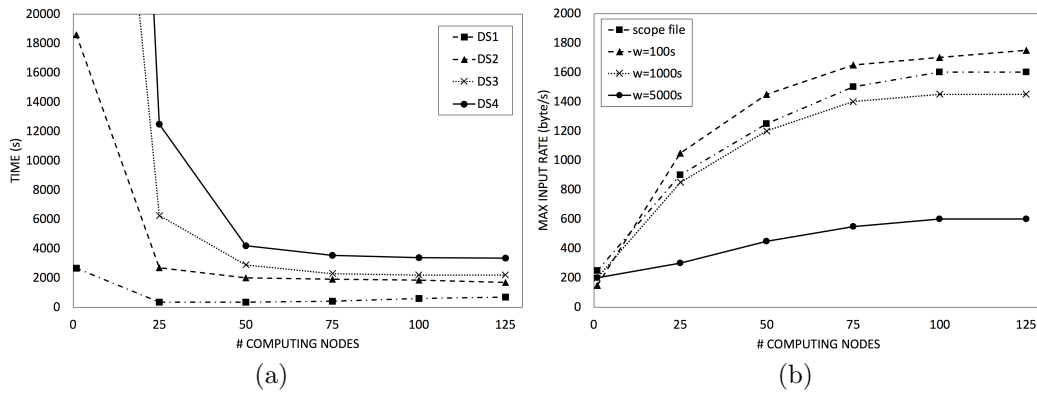 20000
18000
16000
14000
12000
10000
8000
6000
4000
2000
0
TIME (s)
DS1
DS2
DS3
DS4
0 25 50 75 100 125
# COMPUTING NODES
(a)
2000
1800
1600
1400
1200
1000
800
600
400
200
0
MAX INPUT RATE (byte/s)
scope file
w=100s
w=1000s
w=5000s
0 25 50 75 100 125
# COMPUTING NODES
(b)